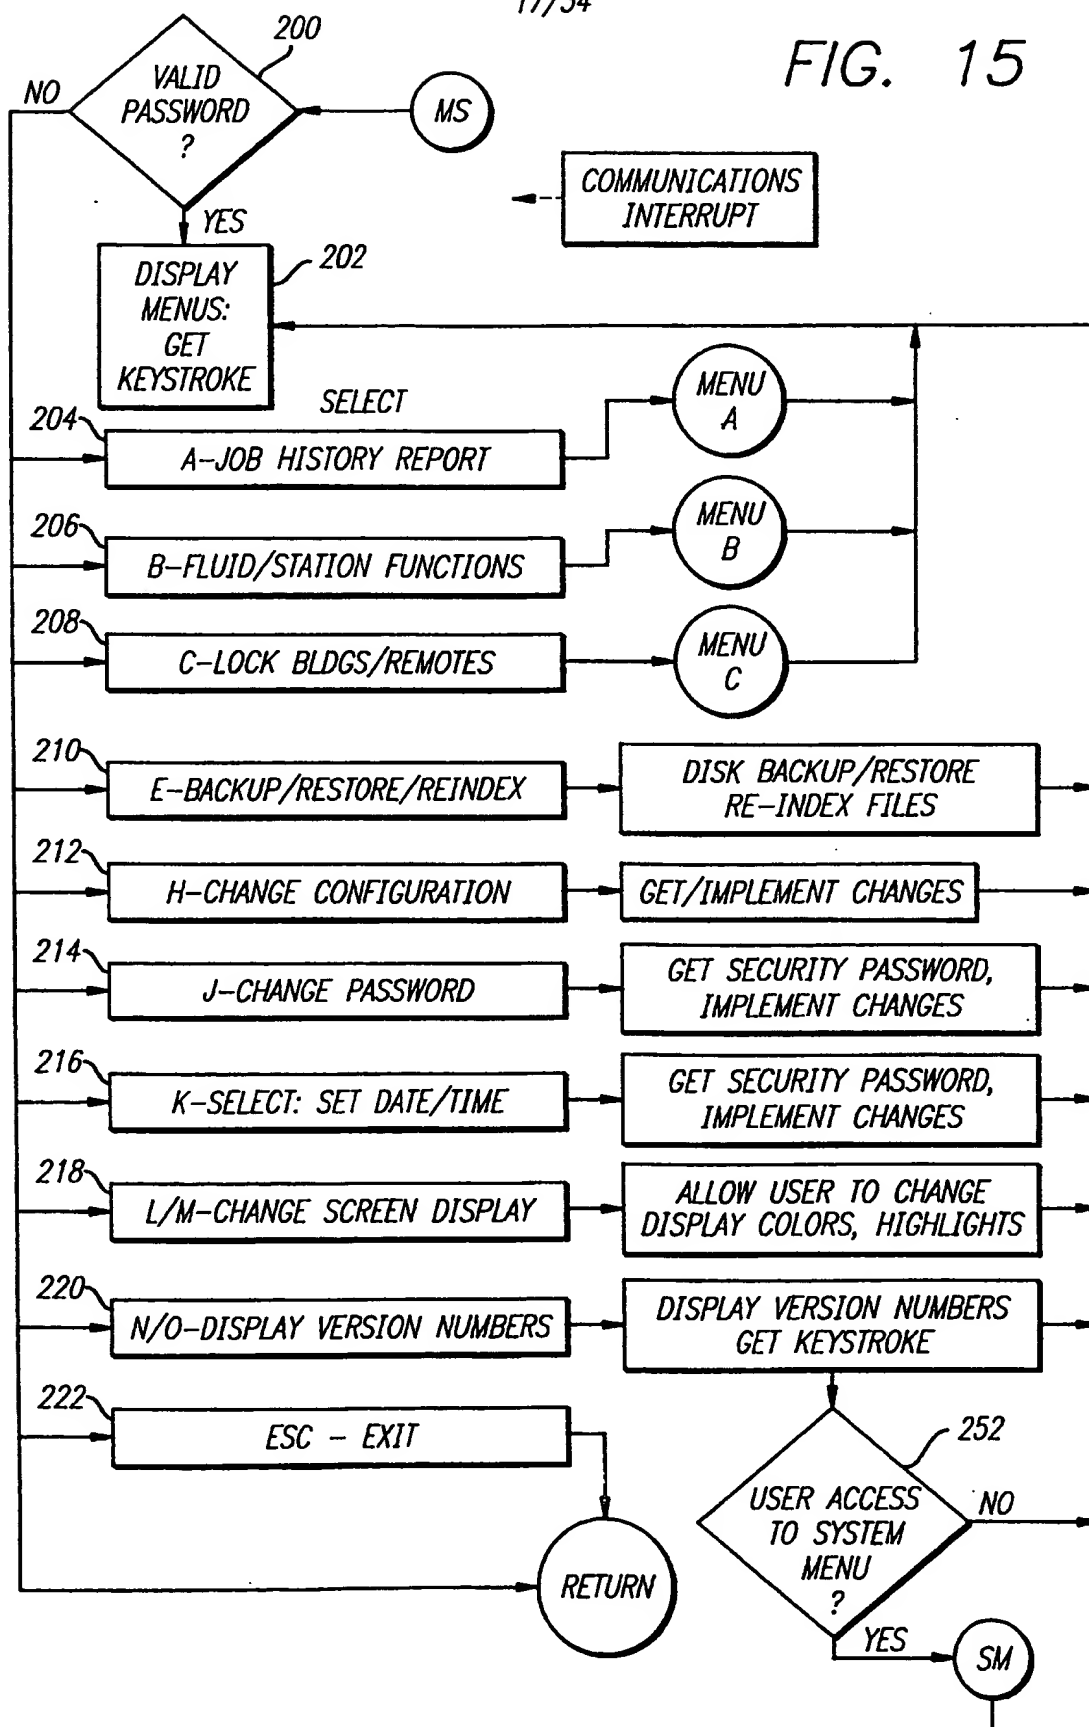 17/34
FIG. 15
200
VALID
PASSWORD
?
NO
MS
YES
COMMUNICATIONS
INTERRUPT
202
DISPLAY
MENUS:
GET
KEYSTROKE
SELECT
204
A-JOB HISTORY REPORT
MENU
A
206
B-FLUID/STATION FUNCTIONS
MENU
B
208
C-LOCK BLDGS/REMOTES
MENU
C
210
E-BACKUP/RESTORE/REINDEX
DISK BACKUP/RESTORE
RE-INDEX FILES
212
H-CHANGE CONFIGURATION
GET/IMPLEMENT CHANGES
214
J-CHANGE PASSWORD
GET SECURITY PASSWORD,
IMPLEMENT CHANGES
216
K-SELECT: SET DATE/TIME
GET SECURITY PASSWORD,
IMPLEMENT CHANGES
218
L/M-CHANGE SCREEN DISPLAY
ALLOW USER TO CHANGE
DISPLAY COLORS, HIGHLIGHTS
220
N/O-DISPLAY VERSION NUMBERS
DISPLAY VERSION NUMBERS
GET KEYSTROKE
222
ESC - EXIT
252
USER ACCESS
TO SYSTEM
MENU
?
NO
RETURN
YES
SM